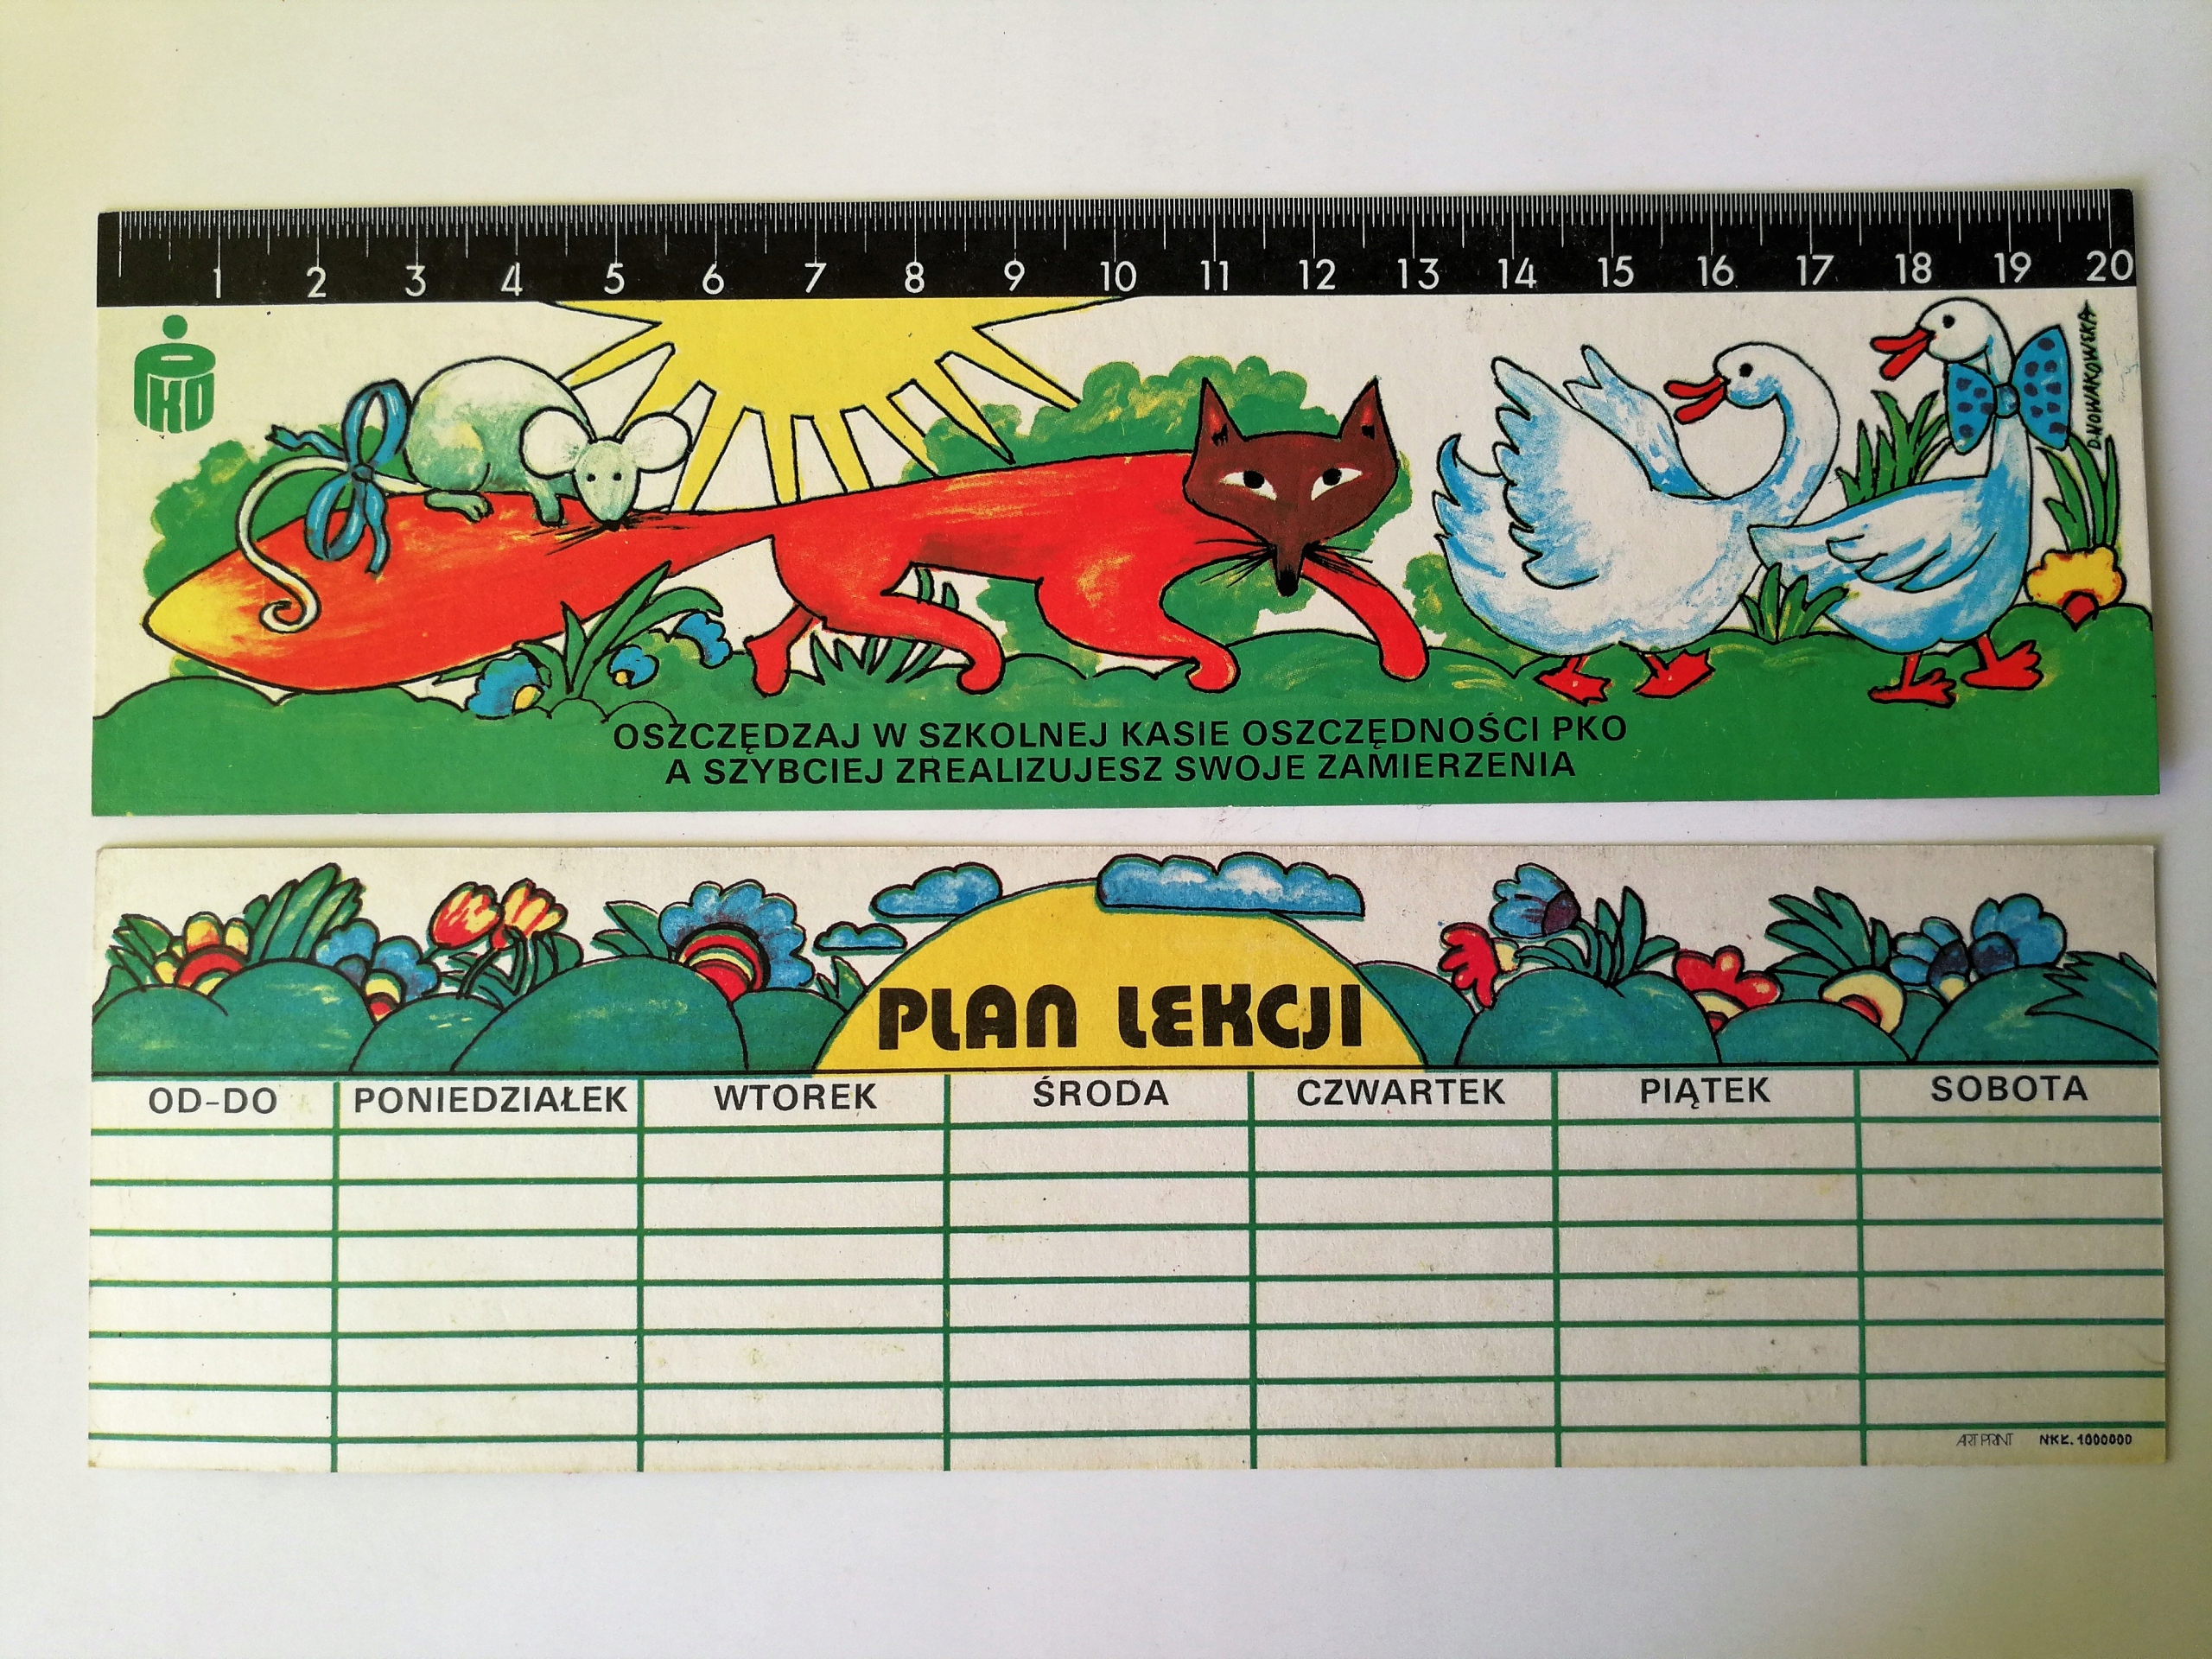 1 2 3 4 5 6 7 8 9 10 11 12 13 14 15 16 17 18 19 20
PKO
D. NOWAKOWSKA
OSZCZĘDZAJ W SZKOLNEJ KASIE OSZCZĘDNOŚCI PKO
A SZYBCIEJ ZREALIZUJESZ SWOJE ZAMIERZENIA
PLAN LEKCJI
OD-DO PONIEDZIAŁEK WTOREK ŚRODA CZWARTEK PIĄTEK SOBOTA
ART PRINT NKŁ. 1000000